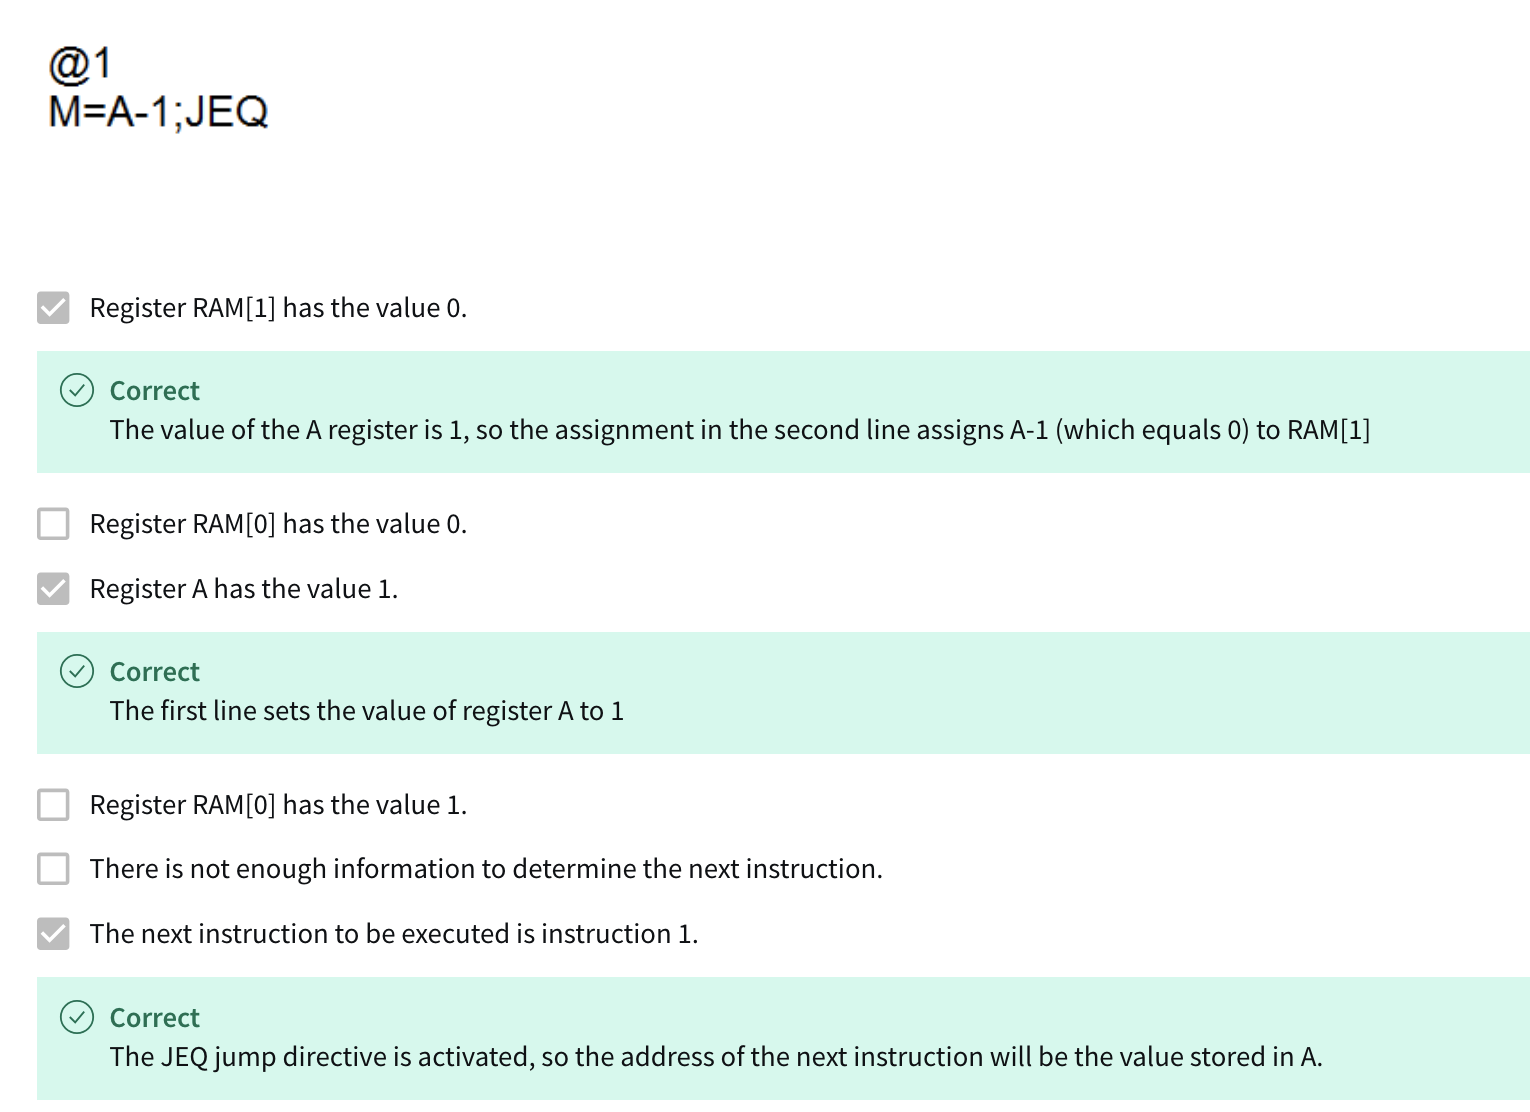 @1
M=A-1;JEQ
Register RAM[1] has the value 0.
Correct
The value of the A register is 1, so the assignment in the second line assigns A-1 (which equals 0) to RAM[1]
Register RAM[0] has the value 0.
Register A has the value 1.
Correct
The first line sets the value of register A to 1
Register RAM[0] has the value 1.
There is not enough information to determine the next instruction.
The next instruction to be executed is instruction 1.
Correct
The JEQ jump directive is activated, so the address of the next instruction will be the value stored in A.